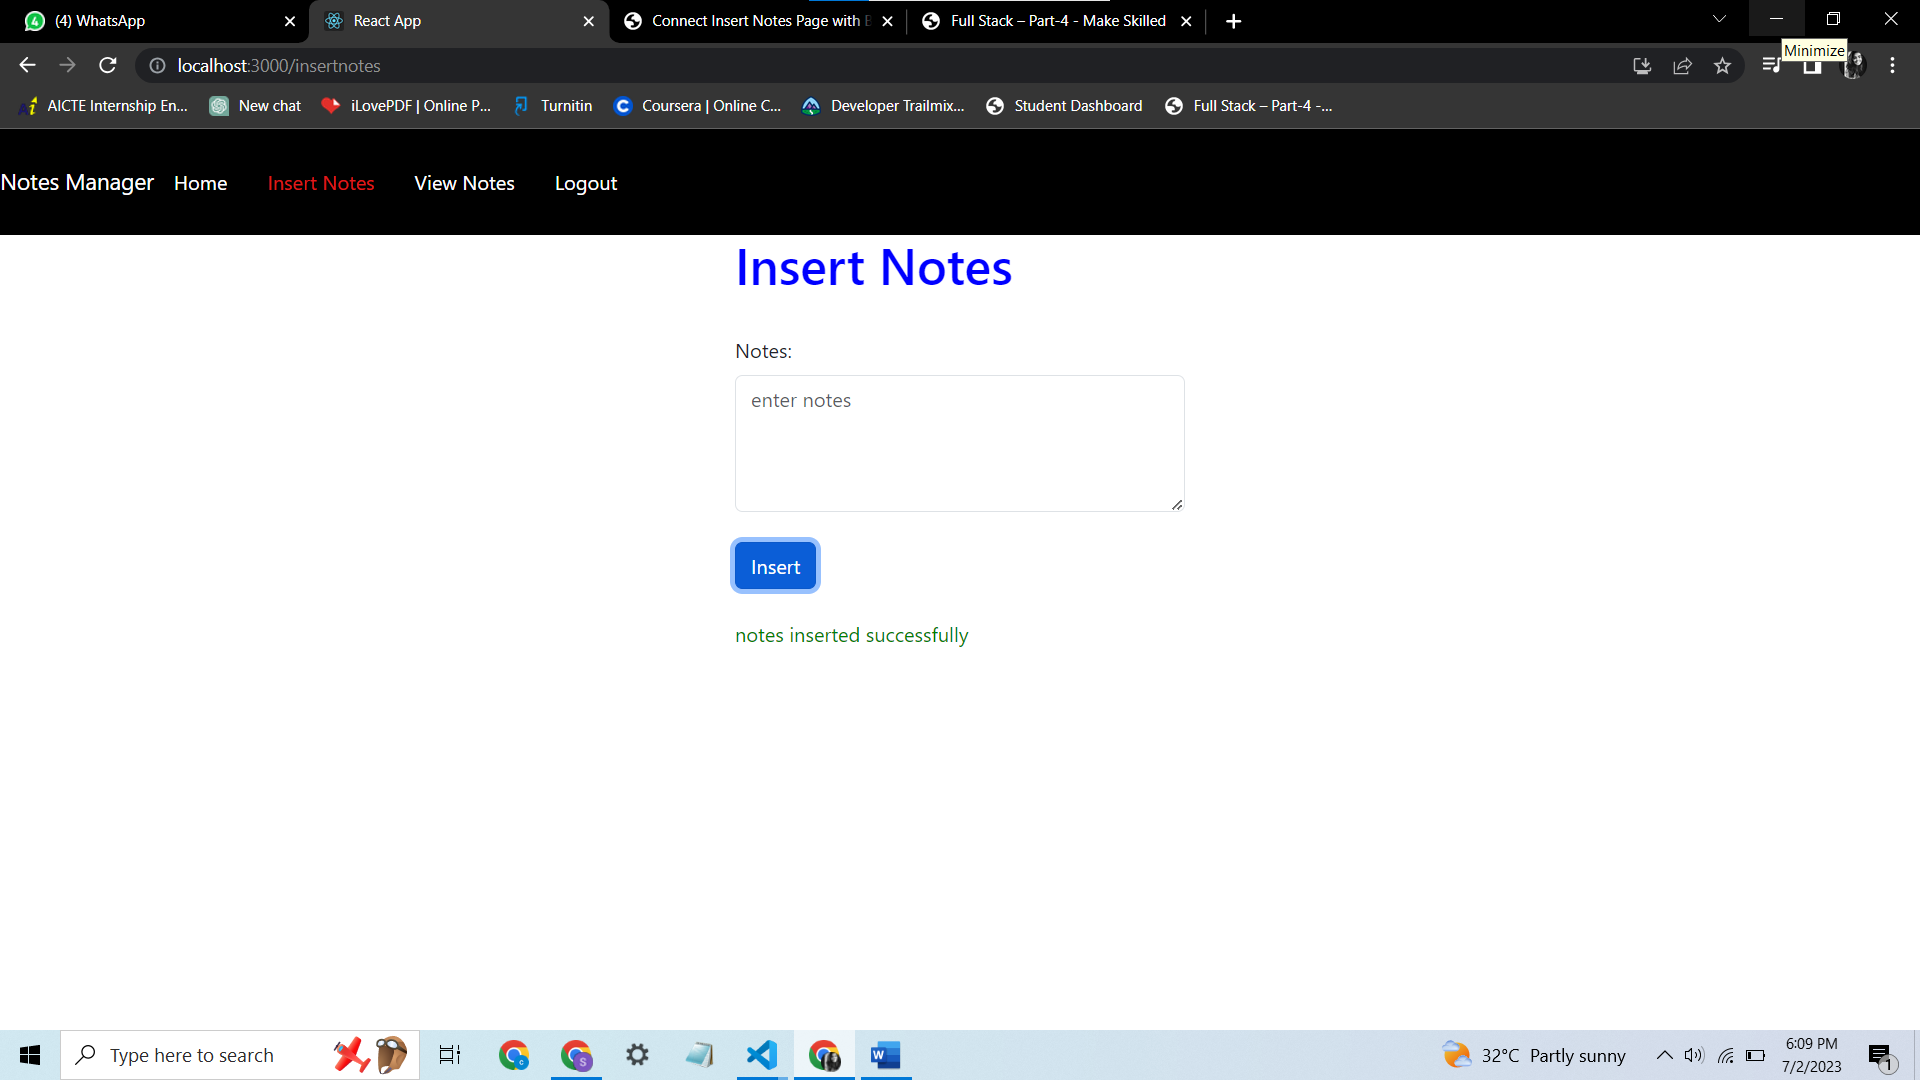 (4) WhatsApp
React App
Connect Insert Notes Page with
Full Stack – Part-4 - Make Skilled
Minimize
localhost:3000/insertnotes
AICTE Internship En...
New chat
iLovePDF | Online P...
Turnitin
Coursera | Online C...
Developer Trailmix...
Student Dashboard
Full Stack – Part-4 -...
Notes Manager
Home
Insert Notes
View Notes
Logout
Insert Notes
Notes:
enter notes
Insert
notes inserted successfully
Type here to search
32°C Partly sunny
6:09 PM
7/2/2023
1